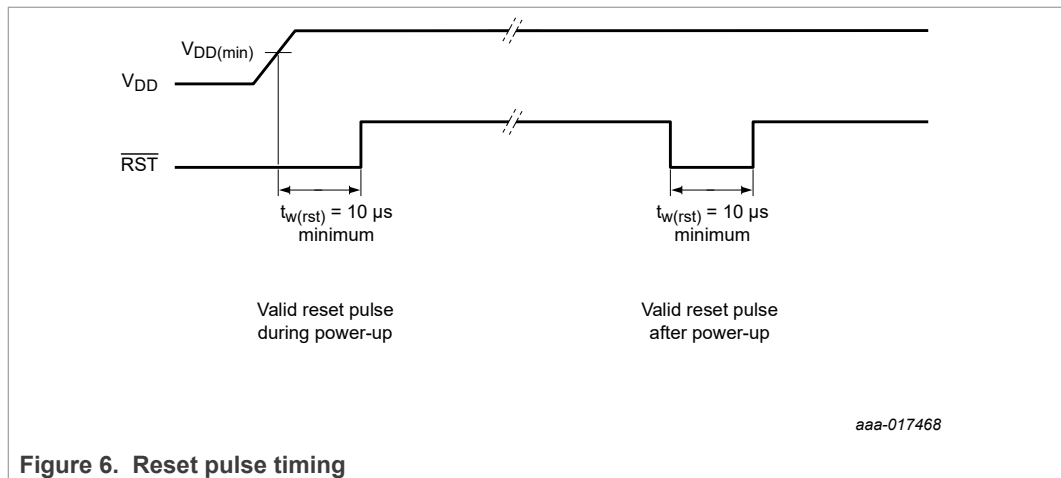 VDD(min)
VDD
RST
tw(rst) = 10 µs
minimum
tw(rst) = 10 µs
minimum
Valid reset pulse
during power-up
Valid reset pulse
after power-up
aaa-017468
Figure 6. Reset pulse timing